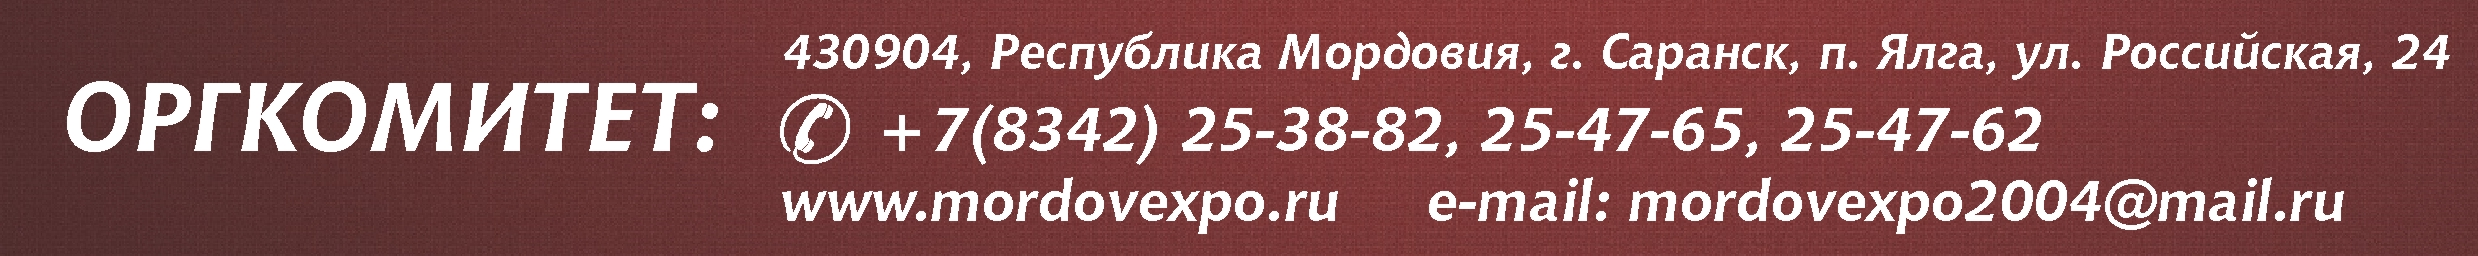 ОРГКОМИТЕТ:
430904, Республика Мордовия, г. Саранск, п. Ялга, ул. Российская, 24
+7(8342) 25-38-82, 25-47-65, 25-47-62
www.mordovexpo.ru e-mail: mordovexpo2004@mail.ru